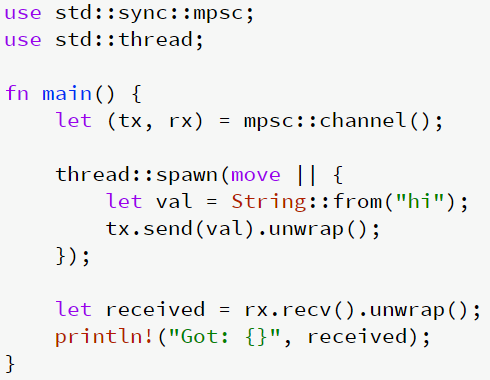 use std::sync::mpsc;
use std::thread;

fn main() {
    let (tx, rx) = mpsc::channel();

    thread::spawn(move || {
        let val = String::from("hi");
        tx.send(val).unwrap();
    });

    let received = rx.recv().unwrap();
    println!("Got: {}", received);
}